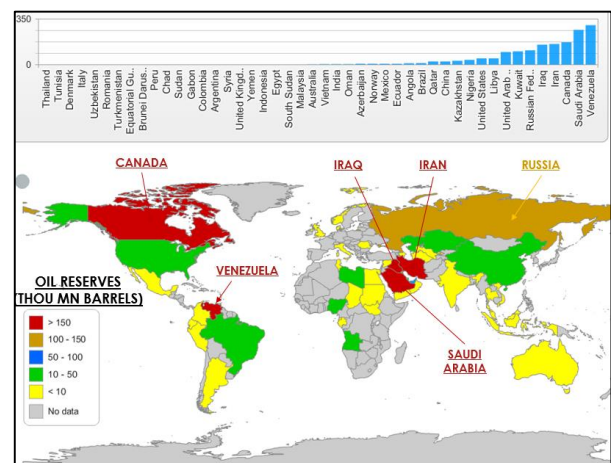 350
0
Thailand
Tunisia
Denmark
Italy
Uzbekistan
Romania
Turkmenistan
Equatorial Gu..
Brunei Darus..
Peru
Chad
Sudan
Gabon
Colombia
Argentina
Syria
United Kingd..
Yemen
Indonesia
Egypt
South Sudan
Malaysia
Australia
Vietnam
India
Oman
Azerbaijan
Norway
Mexico
Ecuador
Angola
Brazil
Qatar
China
Kazakhstan
Nigeria
United States
Libya
United Arab ..
Kuwait
Russian Fed..
Iraq
Iran
Canada
Saudi Arabia
Venezuela
CANADA
IRAQ
IRAN
RUSSIA
VENEZUELA
SAUDI
ARABIA
OIL RESERVES
(THOU MN BARRELS)
> 150
100 - 150
50 - 100
10 - 50
< 10
No data